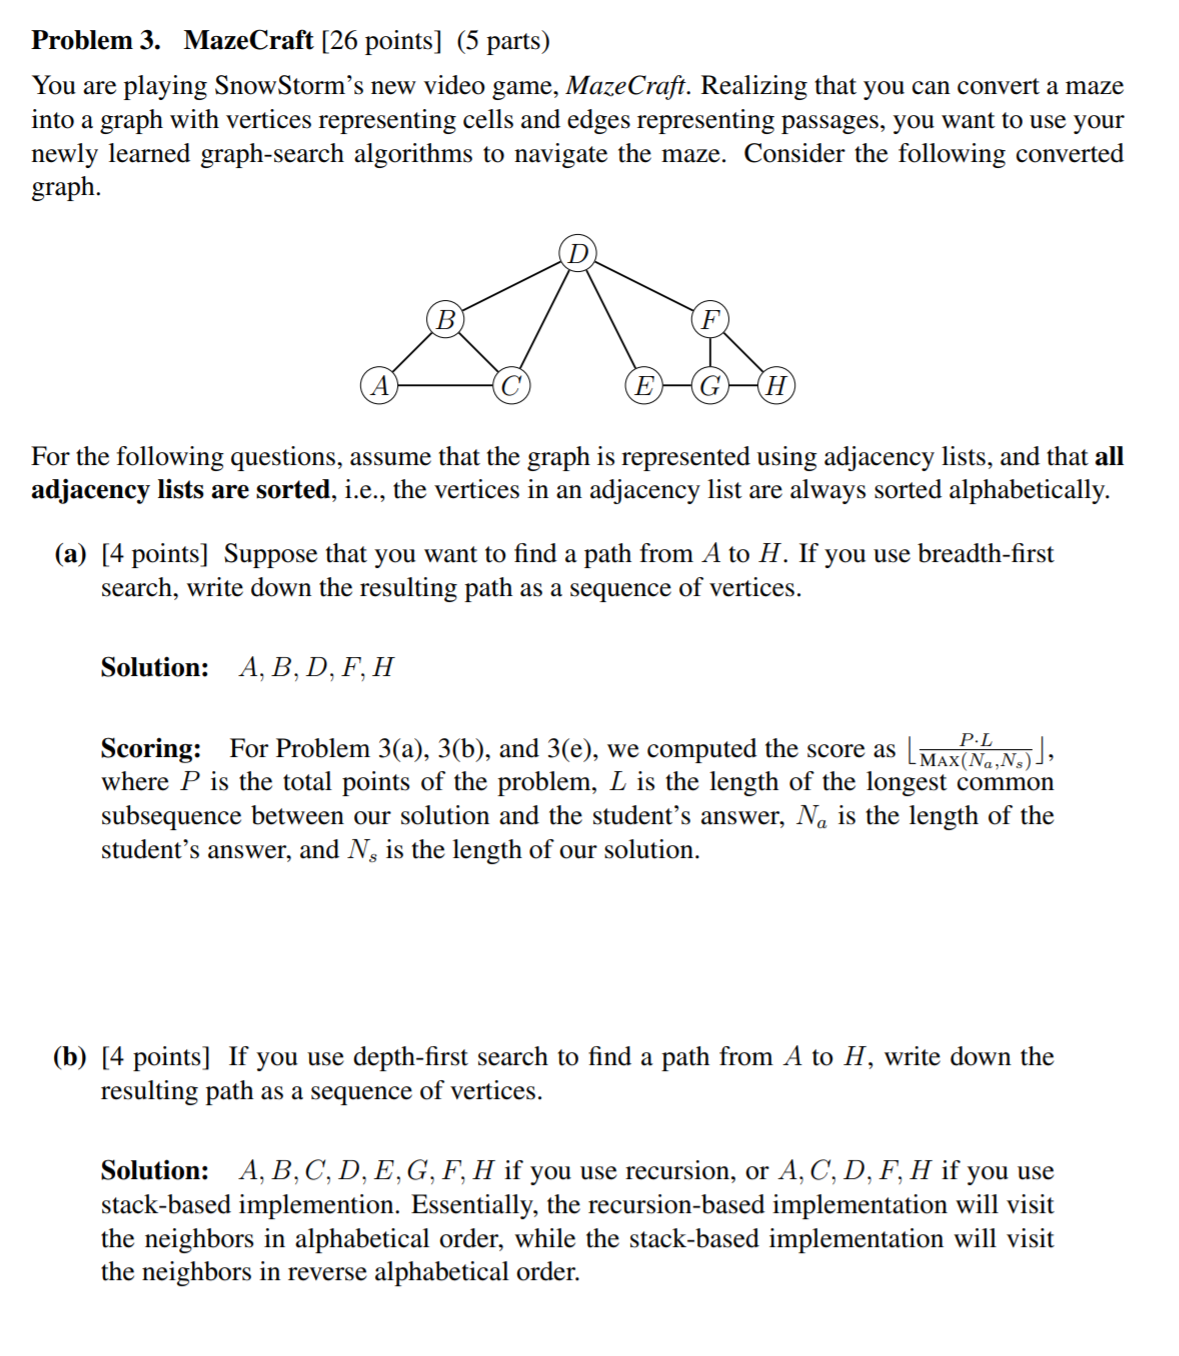 Problem 3. MazeCraft [26 points] (5 parts)
You are playing SnowStorm's new video game, MazeCraft. Realizing that you can convert a maze
into a graph with vertices representing cells and edges representing passages, you want to use your
newly learned graph-search algorithms to navigate the maze. Consider the following converted
graph.
D
B F
A C E G H
For the following questions, assume that the graph is represented using adjacency lists, and that all
adjacency lists are sorted, i.e., the vertices in an adjacency list are always sorted alphabetically.
(a) [4 points] Suppose that you want to find a path from A to H. If you use breadth-first
search, write down the resulting path as a sequence of vertices.
Solution: A, B, D, F, H
Scoring: For Problem 3(a), 3(b), and 3(e), we computed the score as ⌊P·L / MAX(Nₐ,Nₛ)⌋,
where P is the total points of the problem, L is the length of the longest common
subsequence between our solution and the student's answer, Nₐ is the length of the
student's answer, and Nₛ is the length of our solution.
(b) [4 points] If you use depth-first search to find a path from A to H, write down the
resulting path as a sequence of vertices.
Solution: A, B, C, D, E, G, F, H if you use recursion, or A, C, D, F, H if you use
stack-based implemention. Essentially, the recursion-based implementation will visit
the neighbors in alphabetical order, while the stack-based implementation will visit
the neighbors in reverse alphabetical order.